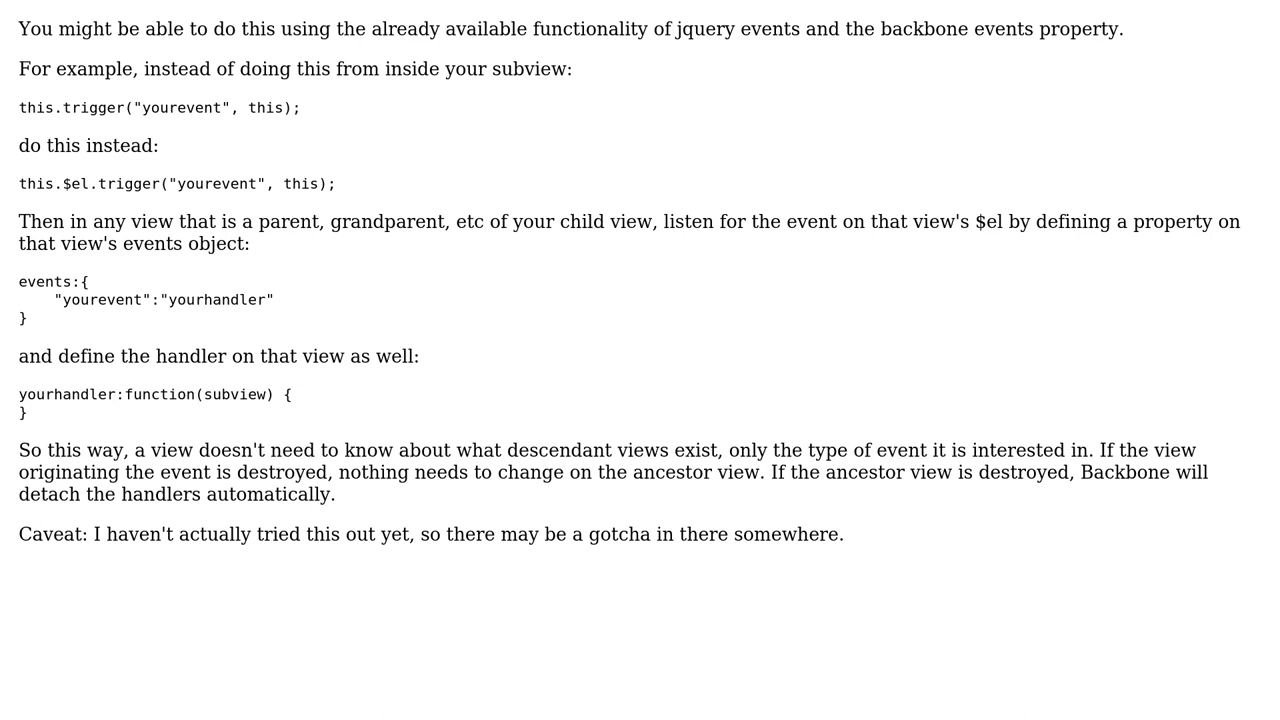 You might be able to do this using the already available functionality of jquery events and the backbone events property.
For example, instead of doing this from inside your subview:
this.trigger("yourevent", this);
do this instead:
this.$el.trigger("yourevent", this);
Then in any view that is a parent, grandparent, etc of your child view, listen for the event on that view's $el by defining a property on
that view's events object:
events:{
    "yourevent":"yourhandler"
}
and define the handler on that view as well:
yourhandler:function(subview) {
}
So this way, a view doesn't need to know about what descendant views exist, only the type of event it is interested in. If the view
originating the event is destroyed, nothing needs to change on the ancestor view. If the ancestor view is destroyed, Backbone will
detach the handlers automatically.
Caveat: I haven't actually tried this out yet, so there may be a gotcha in there somewhere.